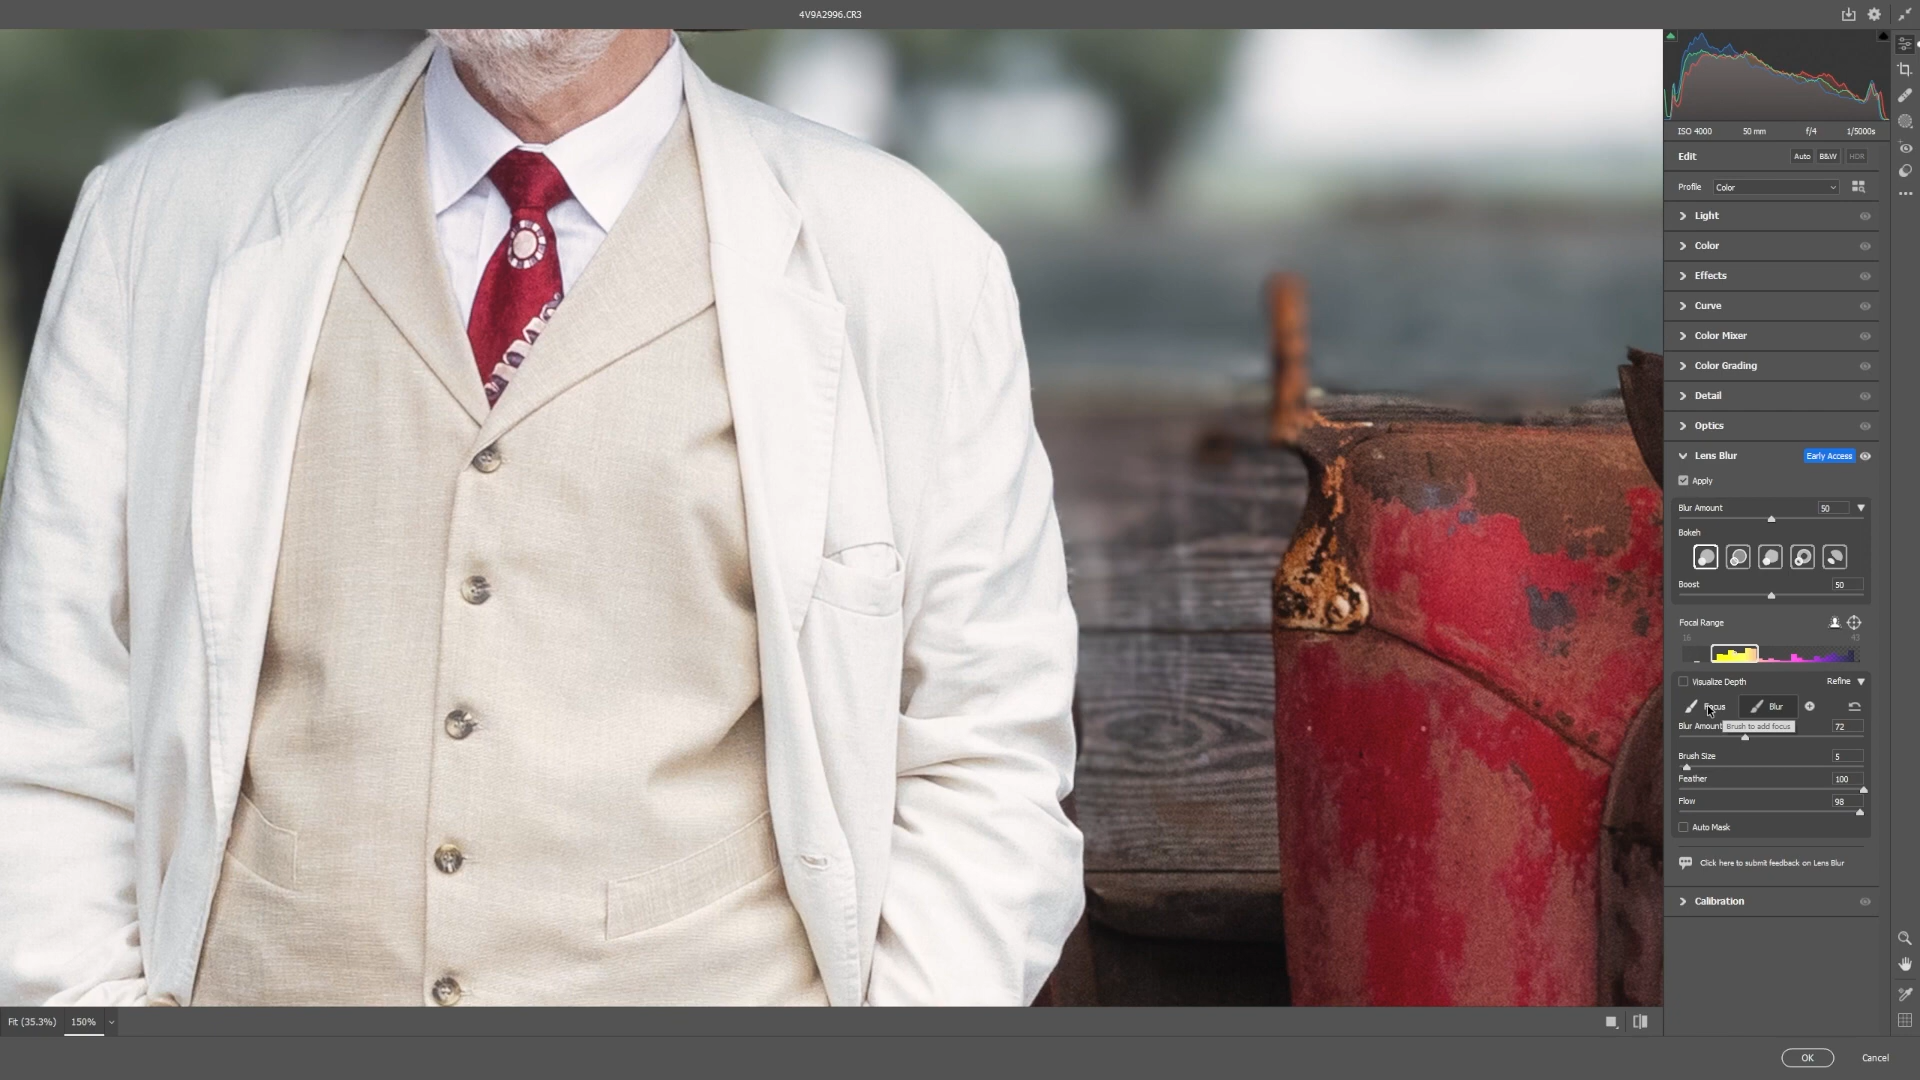 4V9A2996.CR3
ISO 4000 50 mm f/4 1/5000s
Edit Auto B&W HDR
Profile Color
Light
Color
Effects
Curve
Color Mixer
Color Grading
Detail
Optics
Lens Blur Early Access
Apply
Blur Amount 50
Bokeh
Boost 50
Focal Range
16 43
Visualize Depth Refine
Focus Blur
Blur Amount 72
Brush to add focus
Brush Size 5
Feather 100
Flow 98
Auto Mask
Click here to submit feedback on Lens Blur
Calibration
Fit (35.3%) 150%
OK Cancel